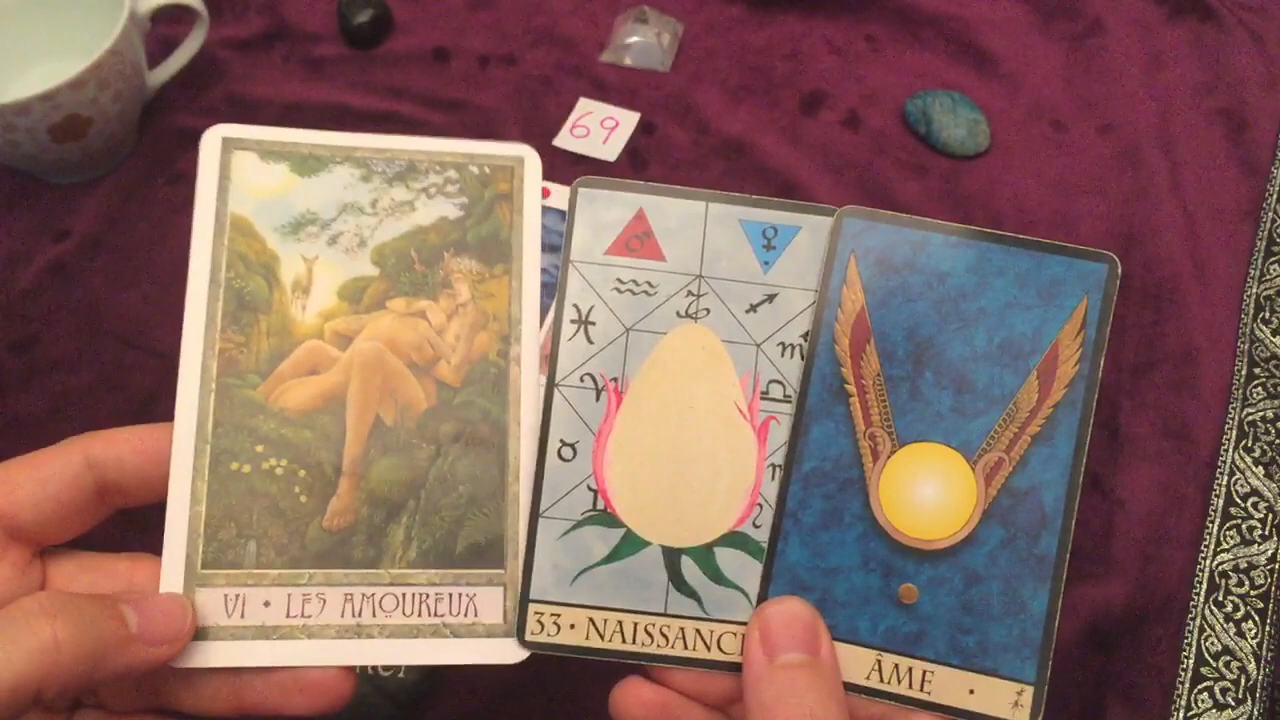 69
VI • LES AMOUREUX
33 • NAISSANC
ÂME •